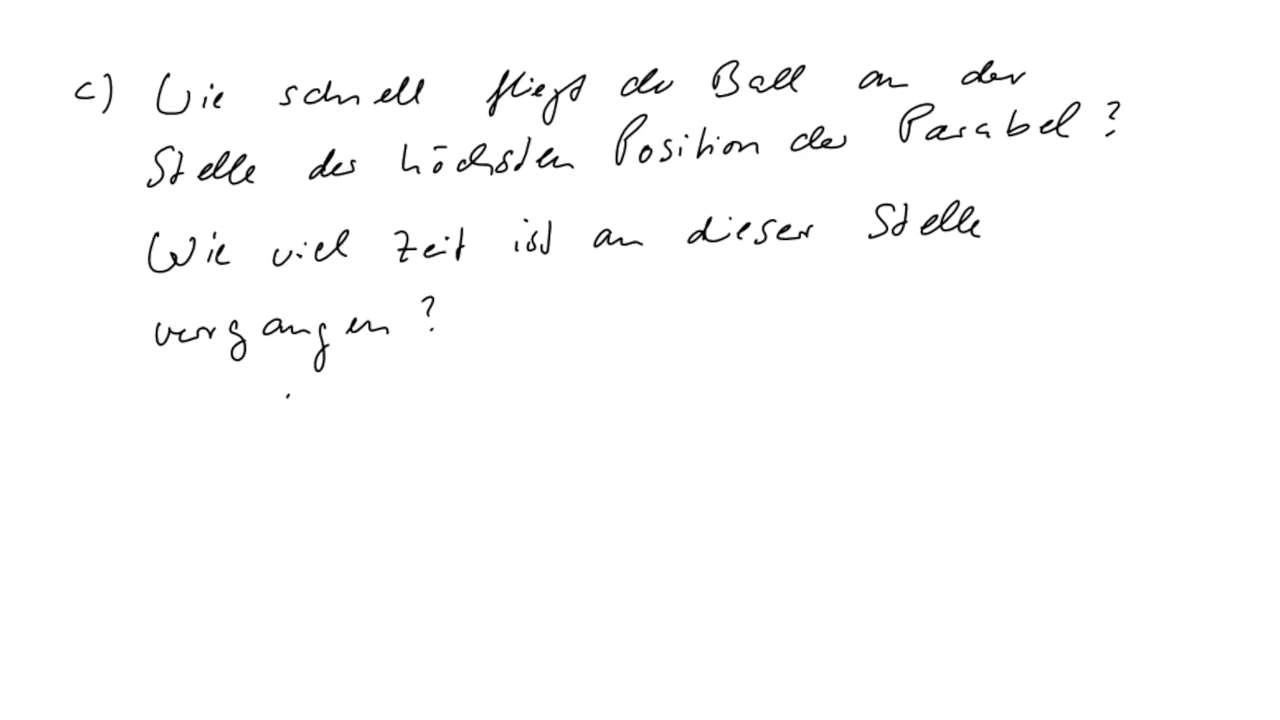 c) Wie schnell fliegt der Ball an der
Stelle der höchsten Position der Parabel?
Wie viel Zeit ist an dieser Stelle
vergangen?